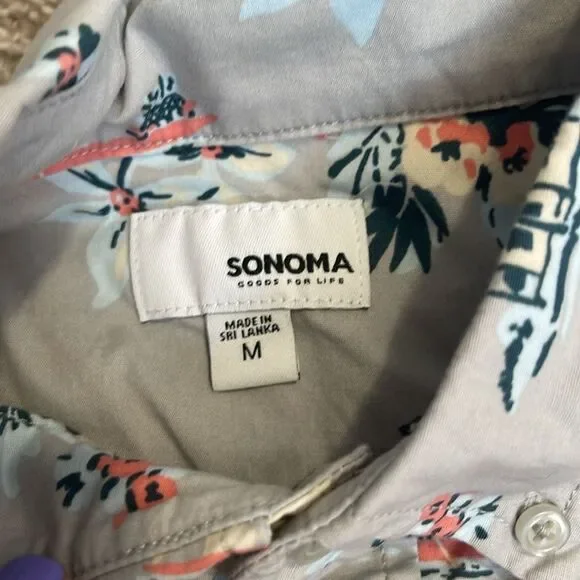 SONOMA
GOODS FOR LIFE
MADE IN
SRI LANKA
M